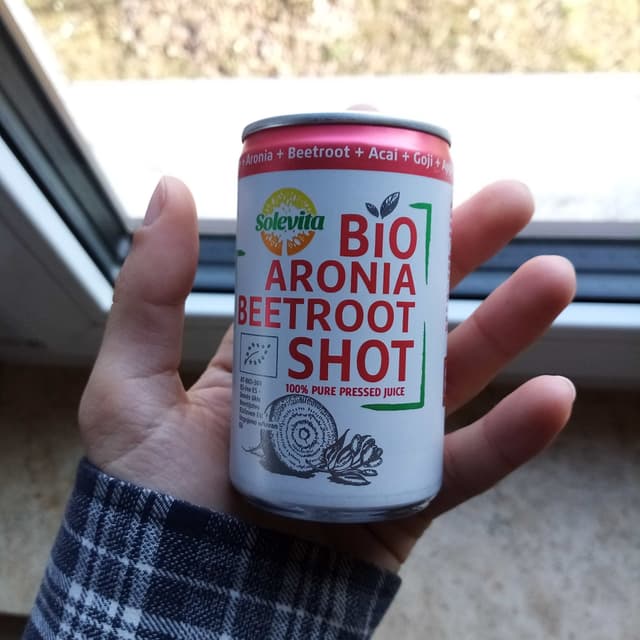 + Aronia + Beetroot + Acai + Goji +
Solevita
BIO
ARONIA
BEETROOT
SHOT
100% PURE PRESSED JUICE